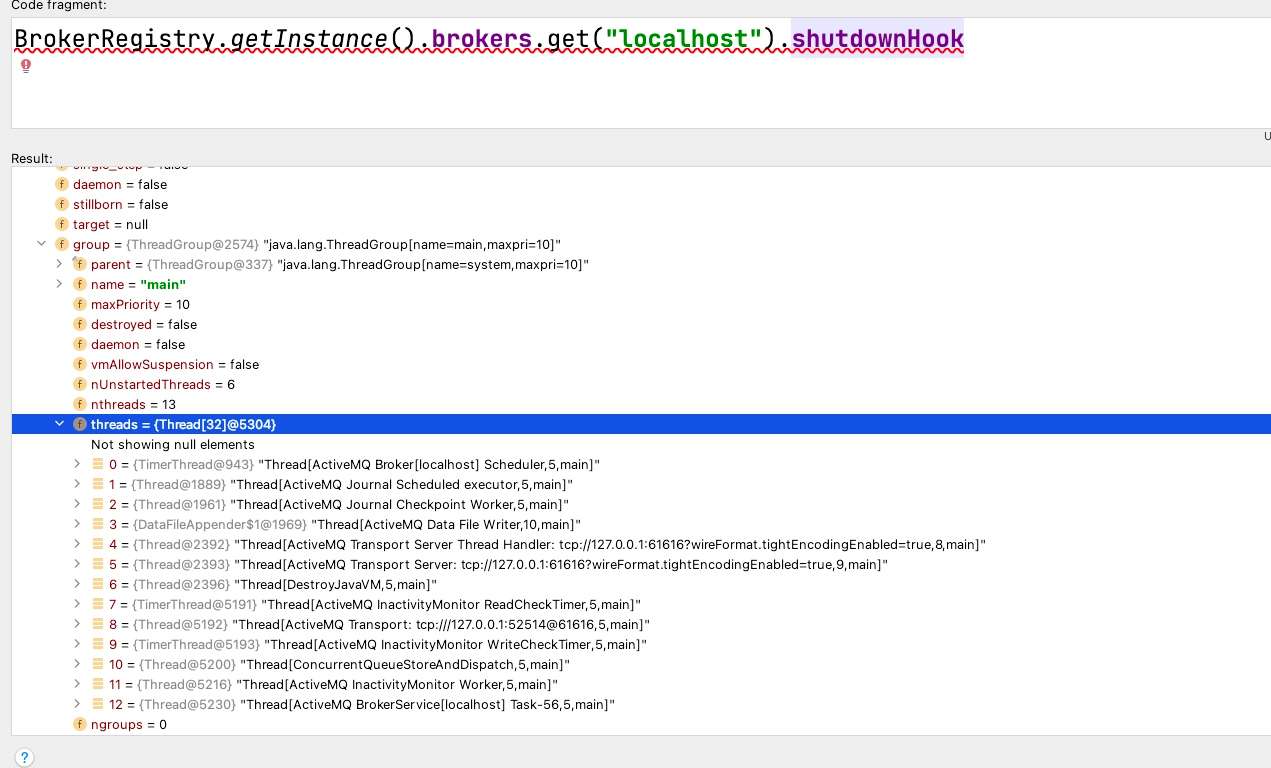 Code fragment:
BrokerRegistry.getInstance().brokers.get("localhost").shutdownHook
U
Result:
single_step = false
f daemon = false
f stillborn = false
f target = null
f group = {ThreadGroup@2574} "java.lang.ThreadGroup[name=main,maxpri=10]"
f parent = {ThreadGroup@337} "java.lang.ThreadGroup[name=system,maxpri=10]"
f name = "main"
f maxPriority = 10
f destroyed = false
f daemon = false
f vmAllowSuspension = false
f nUnstartedThreads = 6
f nthreads = 13
f threads = {Thread[32]@5304}
Not showing null elements
0 = {TimerThread@943} "Thread[ActiveMQ Broker[localhost] Scheduler,5,main]"
1 = {Thread@1889} "Thread[ActiveMQ Journal Scheduled executor,5,main]"
2 = {Thread@1961} "Thread[ActiveMQ Journal Checkpoint Worker,5,main]"
3 = {DataFileAppender$1@1969} "Thread[ActiveMQ Data File Writer,10,main]"
4 = {Thread@2392} "Thread[ActiveMQ Transport Server Thread Handler: tcp://127.0.0.1:61616?wireFormat.tightEncodingEnabled=true,8,main]"
5 = {Thread@2393} "Thread[ActiveMQ Transport Server: tcp://127.0.0.1:61616?wireFormat.tightEncodingEnabled=true,9,main]"
6 = {Thread@2396} "Thread[DestroyJavaVM,5,main]"
7 = {TimerThread@5191} "Thread[ActiveMQ InactivityMonitor ReadCheckTimer,5,main]"
8 = {Thread@5192} "Thread[ActiveMQ Transport: tcp:///127.0.0.1:52514@61616,5,main]"
9 = {TimerThread@5193} "Thread[ActiveMQ InactivityMonitor WriteCheckTimer,5,main]"
10 = {Thread@5200} "Thread[ConcurrentQueueStoreAndDispatch,5,main]"
11 = {Thread@5216} "Thread[ActiveMQ InactivityMonitor Worker,5,main]"
12 = {Thread@5230} "Thread[ActiveMQ BrokerService[localhost] Task-56,5,main]"
f ngroups = 0
?